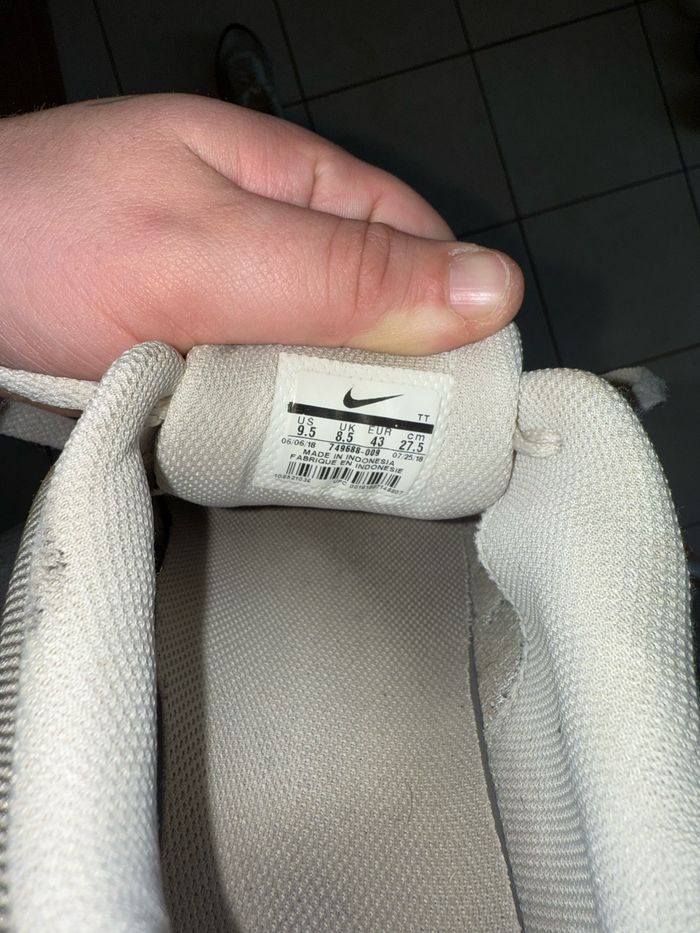 TT
US UK EUR cm
9.5 8.5 43 27.5
06/06/18 749688-009 07/25/18
MADE IN INDONESIA
FABRIQUE EN INDONESIE
UPC